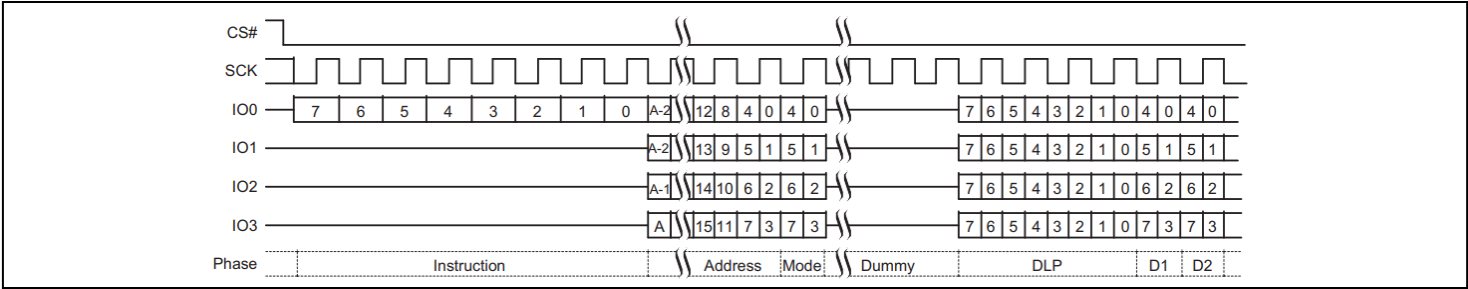 CS#
SCK
IO0 7 6 5 4 3 2 1 0 A-2 12 8 4 0 4 0 7 6 5 4 3 2 1 0 4 0 4 0
IO1 A-2 13 9 5 1 5 1 7 6 5 4 3 2 1 0 5 1 5 1
IO2 A-1 14 10 6 2 6 2 7 6 5 4 3 2 1 0 6 2 6 2
IO3 A 15 11 7 3 7 3 7 6 5 4 3 2 1 0 7 3 7 3
Phase Instruction Address Mode Dummy DLP D1 D2